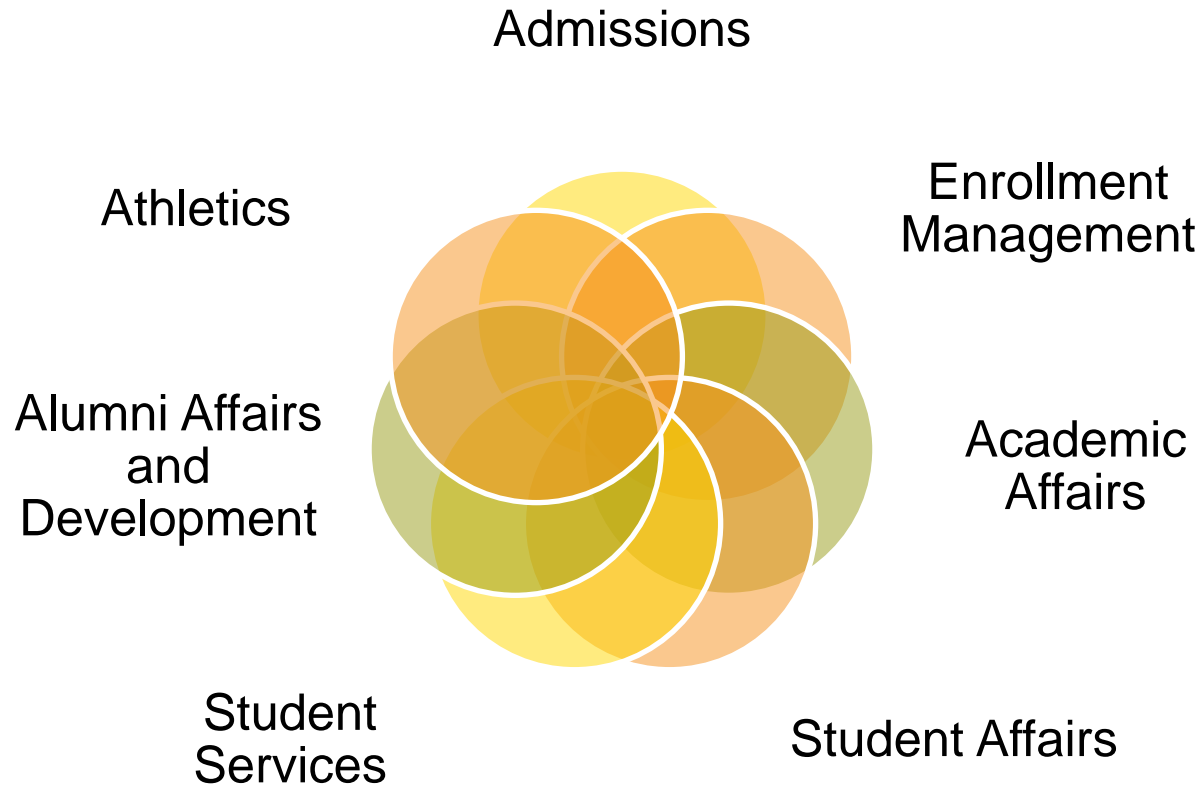 Admissions
Enrollment
Management
Academic
Affairs
Student Affairs
Student
Services
Alumni Affairs
and
Development
Athletics